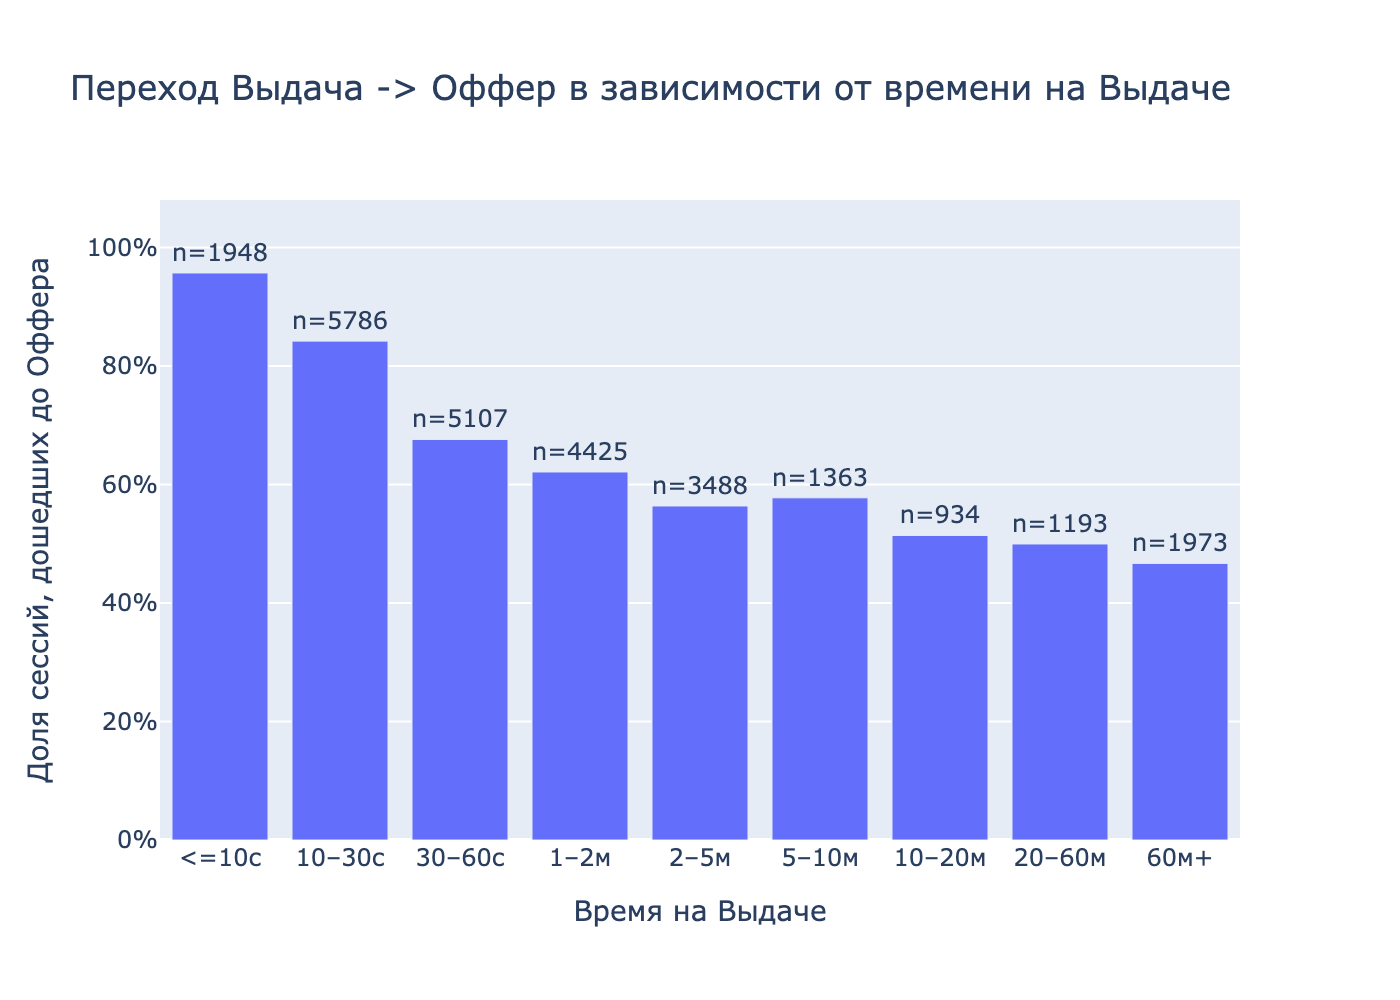 Переход Выдача -> Оффер в зависимости от времени на Выдаче
Доля сессий, дошедших до Оффера
100%
80%
60%
40%
20%
0%
n=1948
n=5786
n=5107
n=4425
n=3488
n=1363
n=934
n=1193
n=1973
<=10с
10–30с
30–60с
1–2м
2–5м
5–10м
10–20м
20–60м
60м+
Время на Выдаче